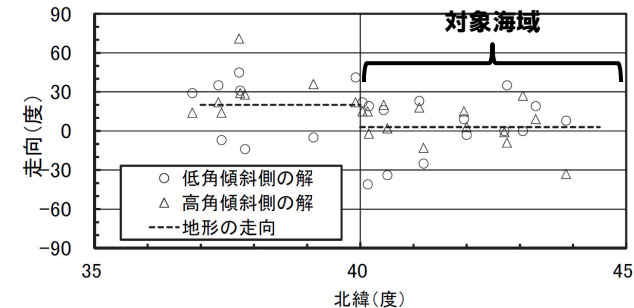 対象海域
90
60
30
0
-30
-60
-90
走向(度)
○ 低角傾斜側の解
△ 高角傾斜側の解
----- 地形の走向
35
40
45
北緯(度)